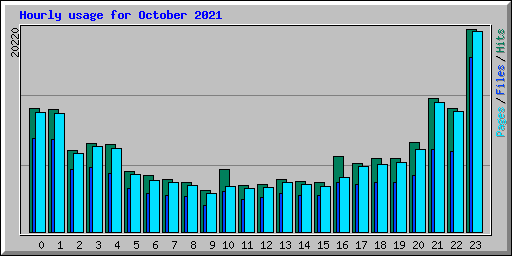 Hourly usage for October 2021
20220
Pages / Files / Hits
0 1 2 3 4 5 6 7 8 9 10 11 12 13 14 15 16 17 18 19 20 21 22 23